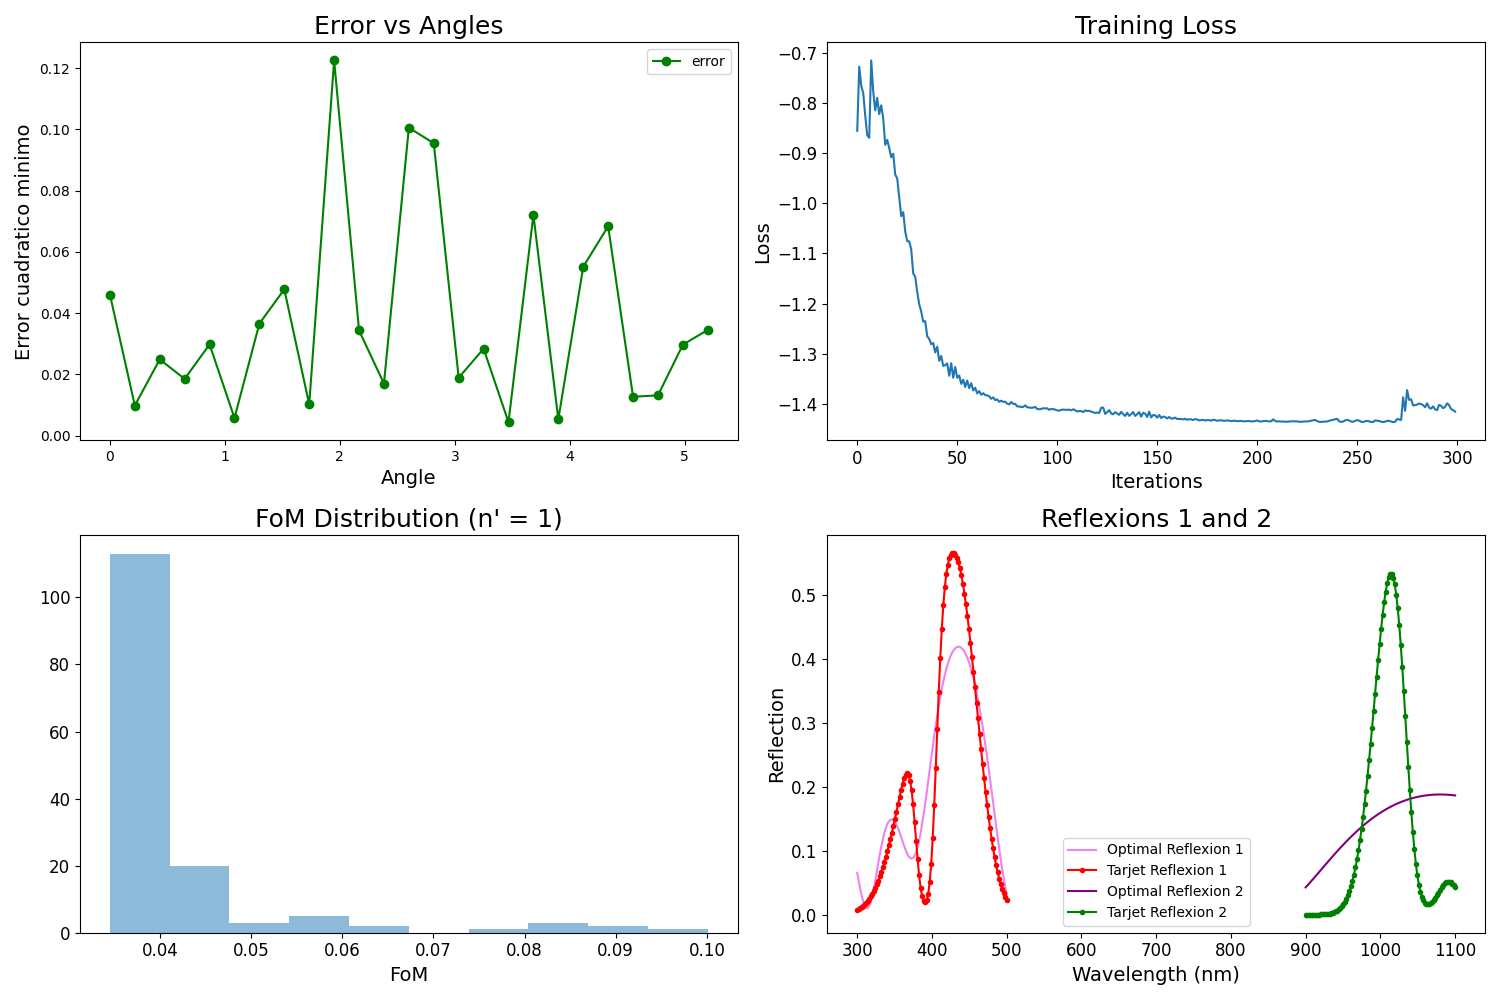 Error vs Angles
Error cuadratico minimo
0.12
0.10
0.08
0.06
0.04
0.02
0.00
error
0 1 2 3 4 5
Angle
Training Loss
Loss
−0.7
−0.8
−0.9
−1.0
−1.1
−1.2
−1.3
−1.4
0 50 100 150 200 250 300
Iterations
FoM Distribution (n' = 1)
100
80
60
40
20
0
0.04 0.05 0.06 0.07 0.08 0.09 0.10
FoM
Reflexions 1 and 2
Reflection
0.5
0.4
0.3
0.2
0.1
0.0
Optimal Reflexion 1
Tarjet Reflexion 1
Optimal Reflexion 2
Tarjet Reflexion 2
300 400 500 600 700 800 900 1000 1100
Wavelength (nm)